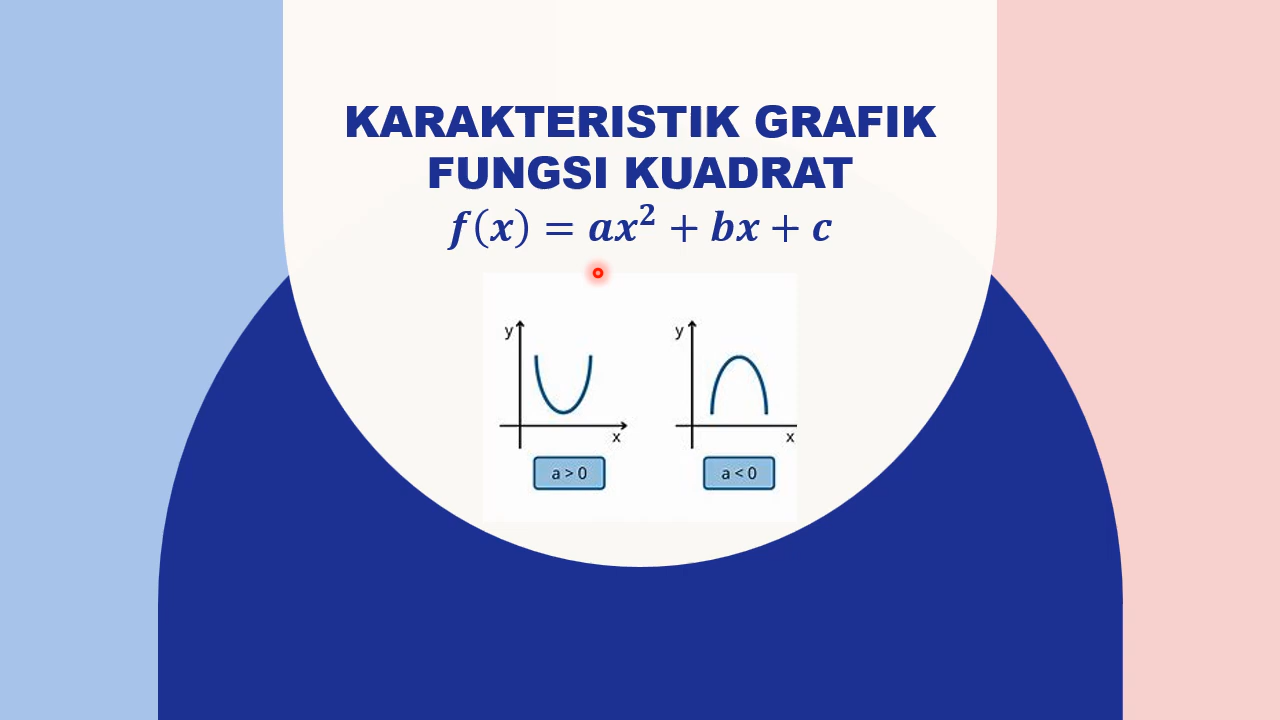 KARAKTERISTIK GRAFIK
FUNGSI KUADRAT
f(x) = ax² + bx + c
y
x
a > 0
y
x
a < 0